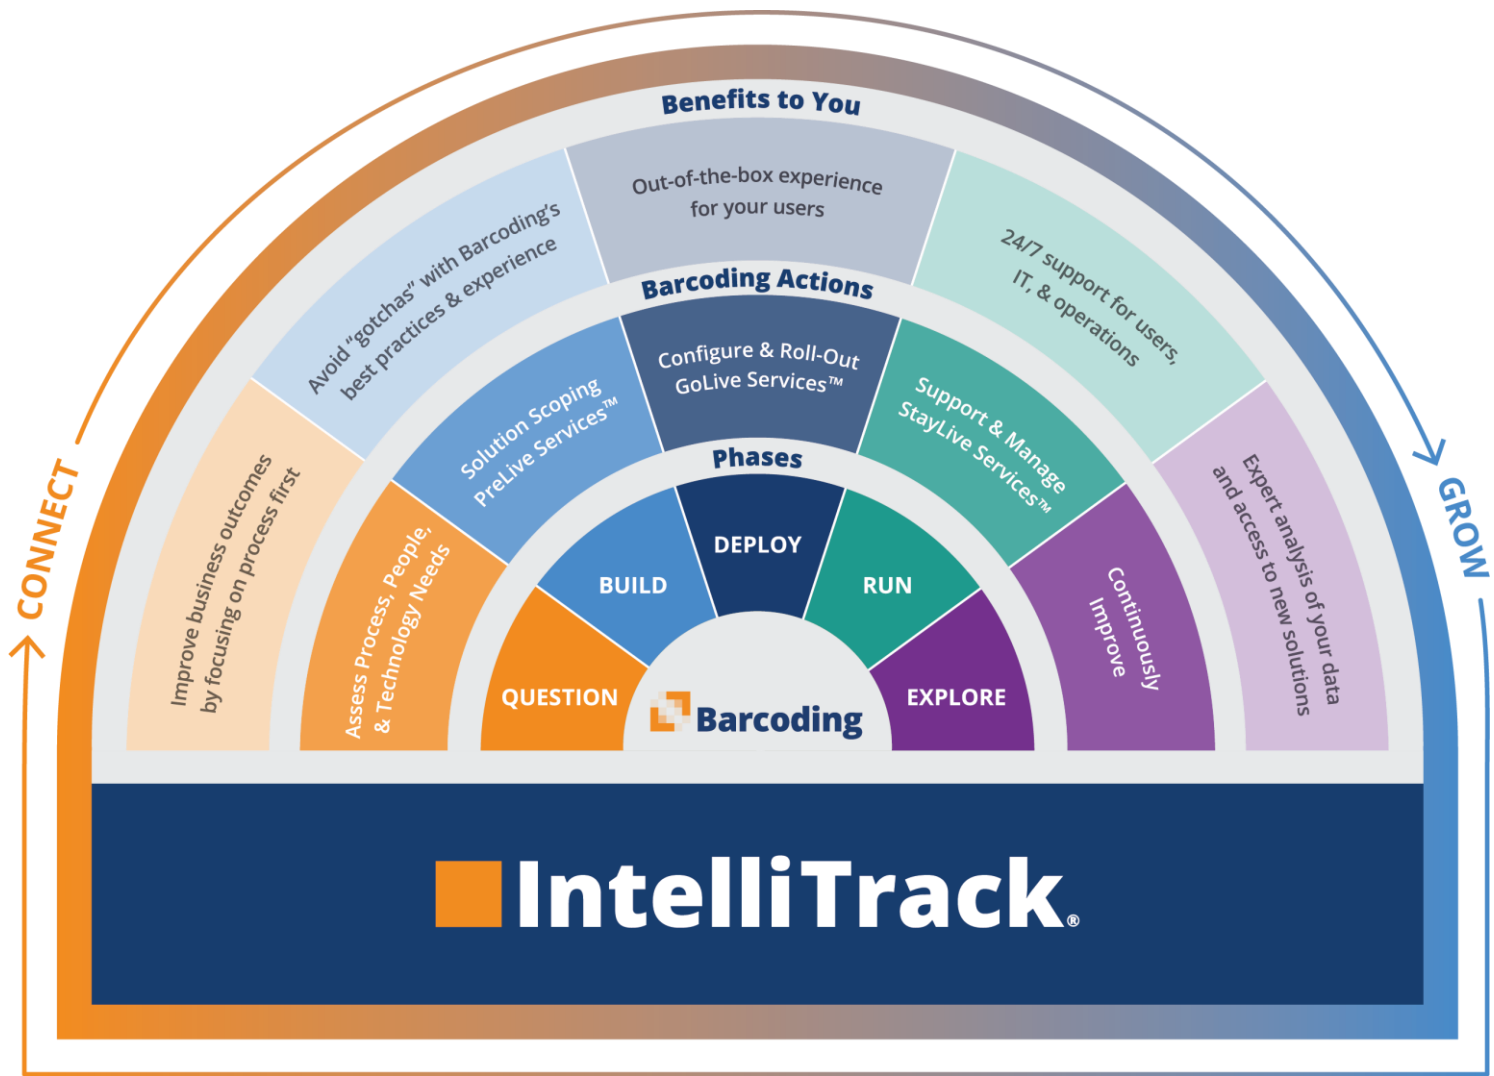 Benefits to You
Improve business outcomes
by focusing on process first
Avoid “gotchas” with Barcoding’s
best practices & experience
Out-of-the-box experience
for your users
24/7 support for users,
IT, & operations
Expert analysis of your data
and access to new solutions
Barcoding Actions
Assess Process, People,
& Technology Needs
Solution Scoping
PreLive Services™
Configure & Roll-Out
GoLive Services™
Support & Manage
StayLive Services™
Continuously
Improve
Phases
QUESTION
BUILD
DEPLOY
RUN
EXPLORE
Barcoding
CONNECT
GROW
IntelliTrack®